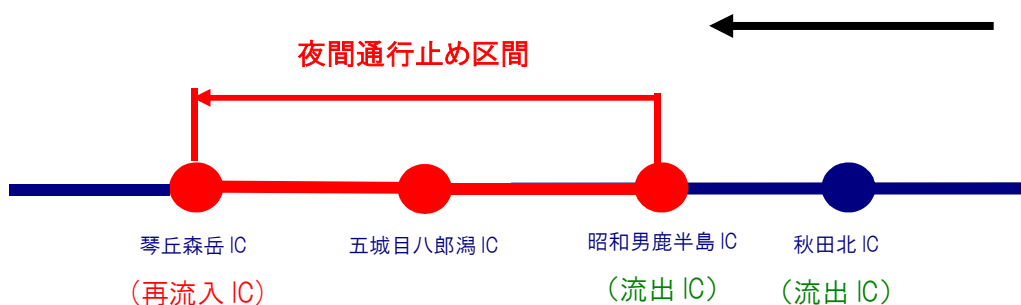 夜間通行止め区間
琴丘森岳 IC
五城目八郎潟 IC
昭和男鹿半島 IC
秋田北 IC
（再流入 IC）
（流出 IC）
（流出 IC）